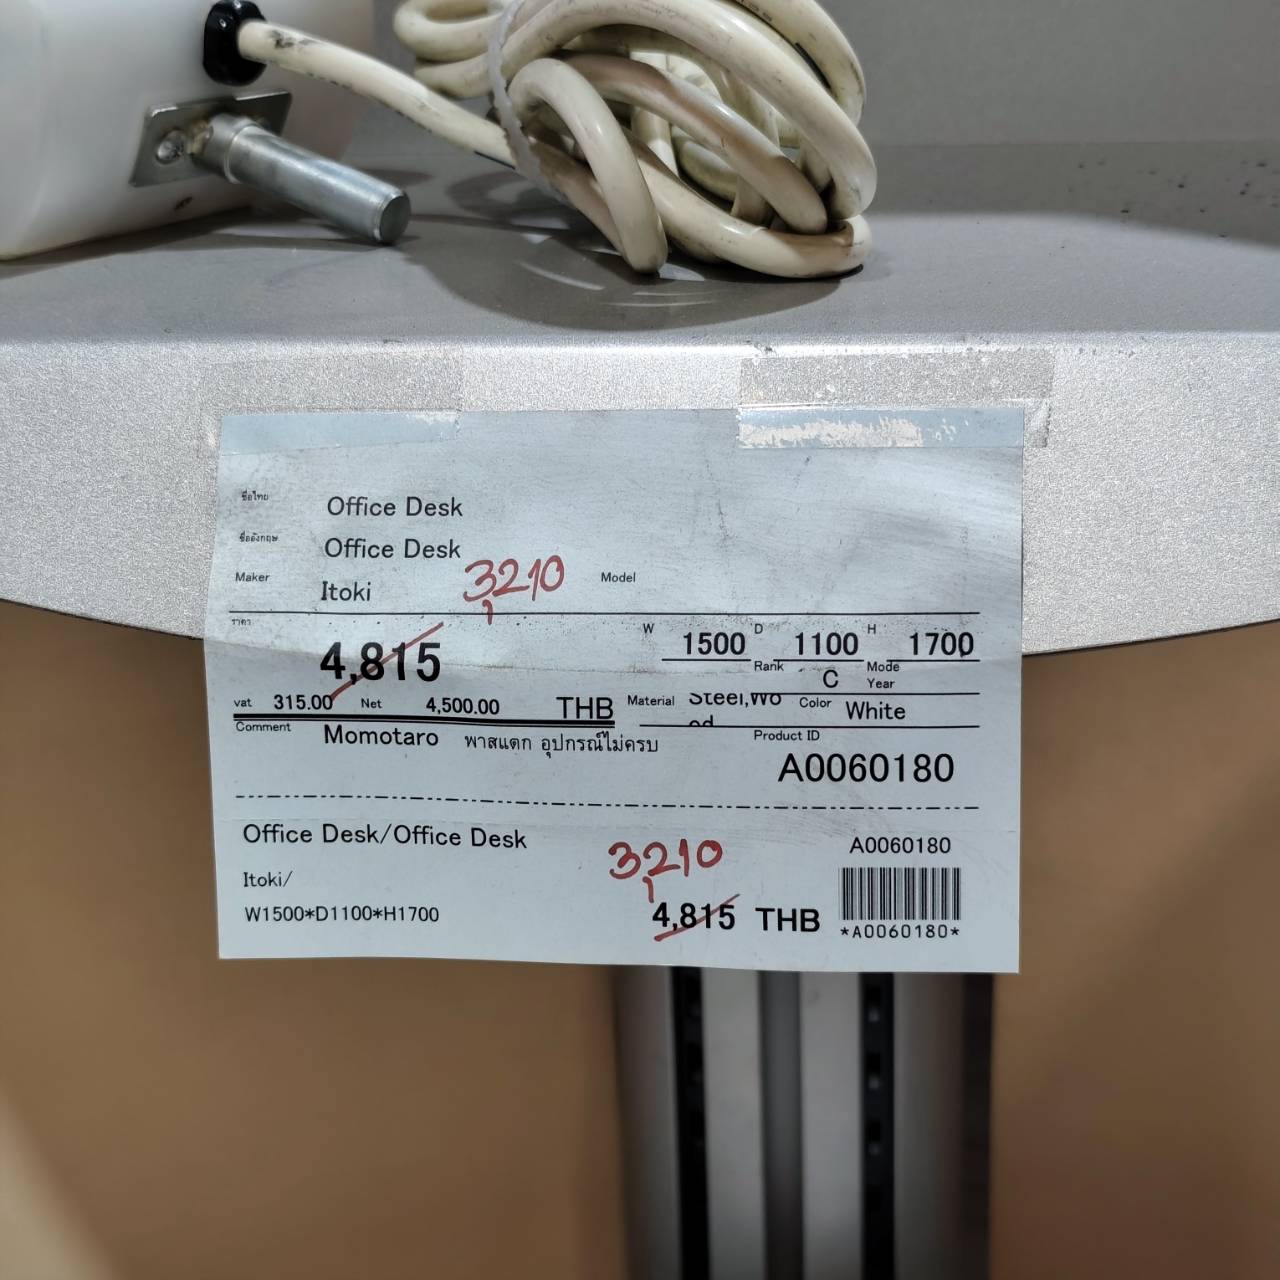 ชื่อไทย Office Desk
ชื่ออังกฤษ Office Desk
3,210
Maker Itoki Model
ราคา 4,815 W 1500 D 1100 H 1700
Rank C Mode Year
vat 315.00 Net 4,500.00 THB Material Steel,Wood Color White
Comment Momotaro พาสแตก อุปกรณ์ไม่ครบ Product ID
A0060180
Office Desk/Office Desk 3,210 A0060180
Itoki/
W1500*D1100*H1700 4,815 THB *A0060180*